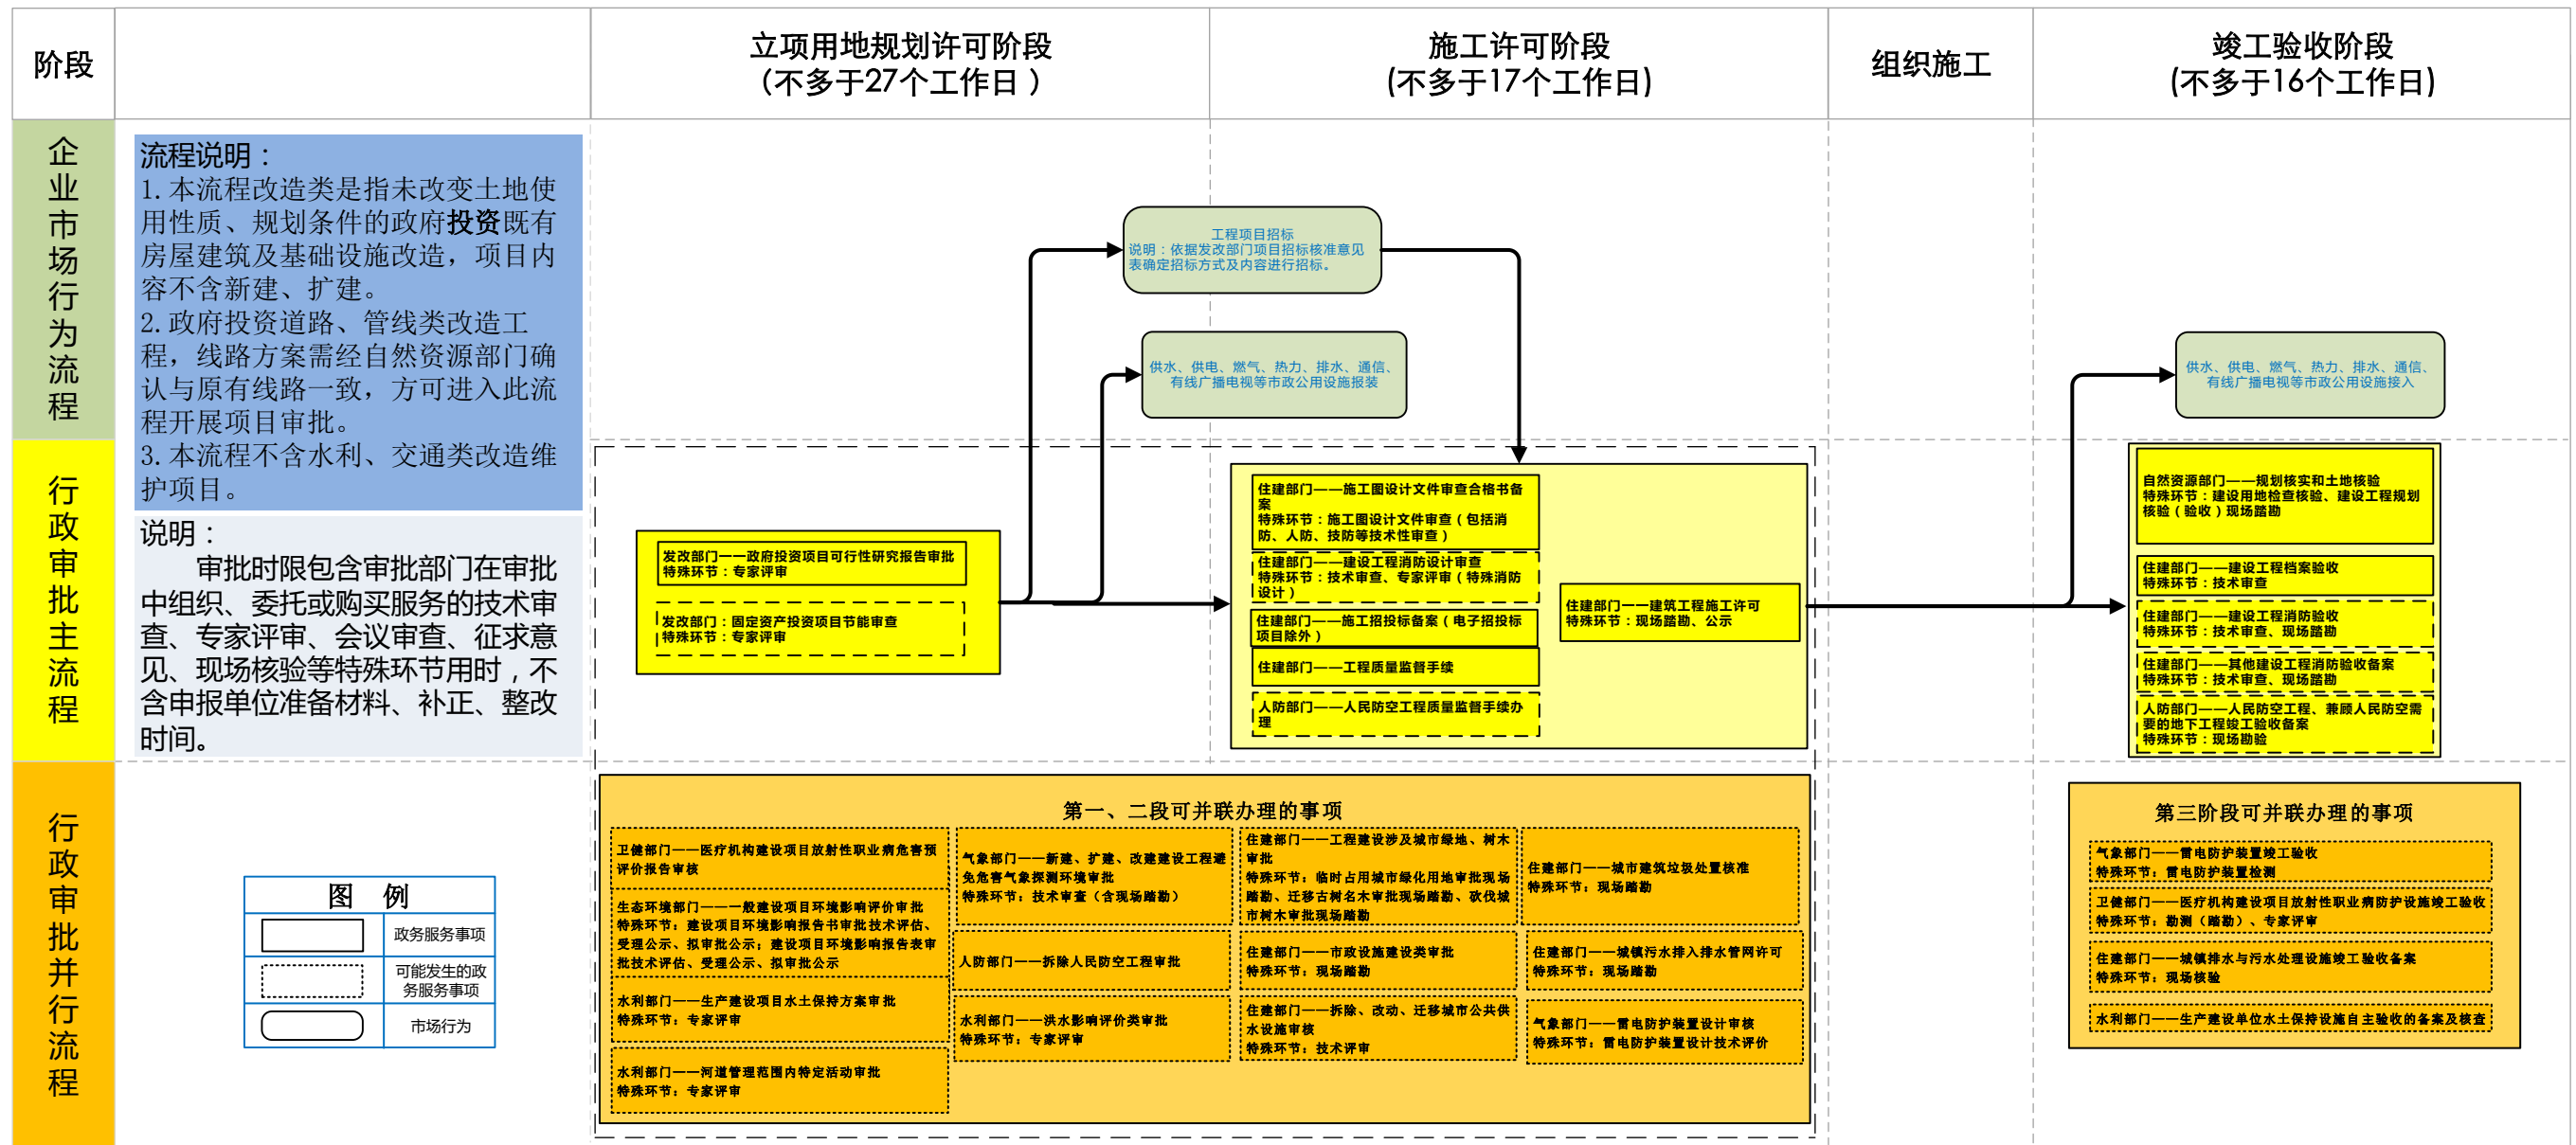 阶段
立项用地规划许可阶段
（不多于27个工作日 ）
施工许可阶段
(不多于17个工作日)
组织施工
竣工验收阶段
(不多于16个工作日)
企业市场行为流程
流程说明：
1.本流程改造类是指未改变土地使
用性质、规划条件的政府投资既有
房屋建筑及基础设施改造，项目内
容不含新建、扩建。
2.政府投资道路、管线类改造工
程，线路方案需经自然资源部门确
认与原有线路一致，方可进入此流
程开展项目审批。
3.本流程不含水利、交通类改造维
护项目。
工程项目招标
说明：依据发改部门项目招标核准意见
表确定招标方式及内容进行招标。
供水、供电、燃气、热力、排水、通信、
有线广播电视等市政公用设施报装
供水、供电、燃气、热力、排水、通信、
有线广播电视等市政公用设施接入
行政审批主流程
说明：
审批时限包含审批部门在审批
中组织、委托或购买服务的技术审
查、专家评审、会议审查、征求意
见、现场核验等特殊环节用时，不
含申报单位准备材料、补正、整改
时间。
发改部门——政府投资项目可行性研究报告审批
特殊环节：专家评审
发改部门：固定资产投资项目节能审查
特殊环节：专家评审
住建部门——施工图设计文件审查合格书备
案
特殊环节：施工图设计文件审查（包括消
防、人防、技防等技术性审查）
住建部门——建设工程消防设计审查
特殊环节：技术审查、专家评审（特殊消防
设计）
住建部门——施工招投标备案（电子招投标
项目除外）
住建部门——工程质量监督手续
人防部门——人民防空工程质量监督手续办
理
住建部门——建筑工程施工许可
特殊环节：现场踏勘、公示
自然资源部门——规划核实和土地核验
特殊环节：建设用地检查核验、建设工程规划
核验（验收）现场踏勘
住建部门——建设工程档案验收
特殊环节：技术审查
住建部门——建设工程消防验收
特殊环节：技术审查、现场踏勘
住建部门——其他建设工程消防验收备案
特殊环节：技术审查、现场踏勘
人防部门——人民防空工程、兼顾人民防空需
要的地下工程竣工验收备案
特殊环节：现场勘验
行政审批并行流程
图 例
政务服务事项
可能发生的政
务服务事项
市场行为
第一、二段可并联办理的事项
卫健部门——医疗机构建设项目放射性职业病危害预
评价报告审核
生态环境部门——一般建设项目环境影响评价审批
特殊环节：建设项目环境影响报告书审批技术评估、
受理公示、拟审批公示；建设项目环境影响报告表审
批技术评估、受理公示、拟审批公示
水利部门——生产建设项目水土保持方案审批
特殊环节：专家评审
水利部门——河道管理范围内特定活动审批
特殊环节：专家评审
气象部门——新建、扩建、改建建设工程避
免危害气象探测环境审批
特殊环节：技术审查（含现场踏勘）
人防部门——拆除人民防空工程审批
水利部门——洪水影响评价类审批
特殊环节：专家评审
住建部门——工程建设涉及城市绿地、树木
审批
特殊环节：临时占用城市绿化用地审批现场
踏勘、迁移古树名木审批现场踏勘、砍伐城
市树木审批现场踏勘
住建部门——市政设施建设类审批
特殊环节：现场踏勘
住建部门——拆除、改动、迁移城市公共供
水设施审核
特殊环节：技术评审
住建部门——城市建筑垃圾处置核准
特殊环节：现场踏勘
住建部门——城镇污水排入排水管网许可
特殊环节：现场踏勘
气象部门——雷电防护装置设计审核
特殊环节：雷电防护装置设计技术评价
第三阶段可并联办理的事项
气象部门——雷电防护装置竣工验收
特殊环节：雷电防护装置检测
卫健部门——医疗机构建设项目放射性职业病防护设施竣工验收
特殊环节：勘测（踏勘）、专家评审
住建部门——城镇排水与污水处理设施竣工验收备案
特殊环节：现场核验
水利部门——生产建设单位水土保持设施自主验收的备案及核查